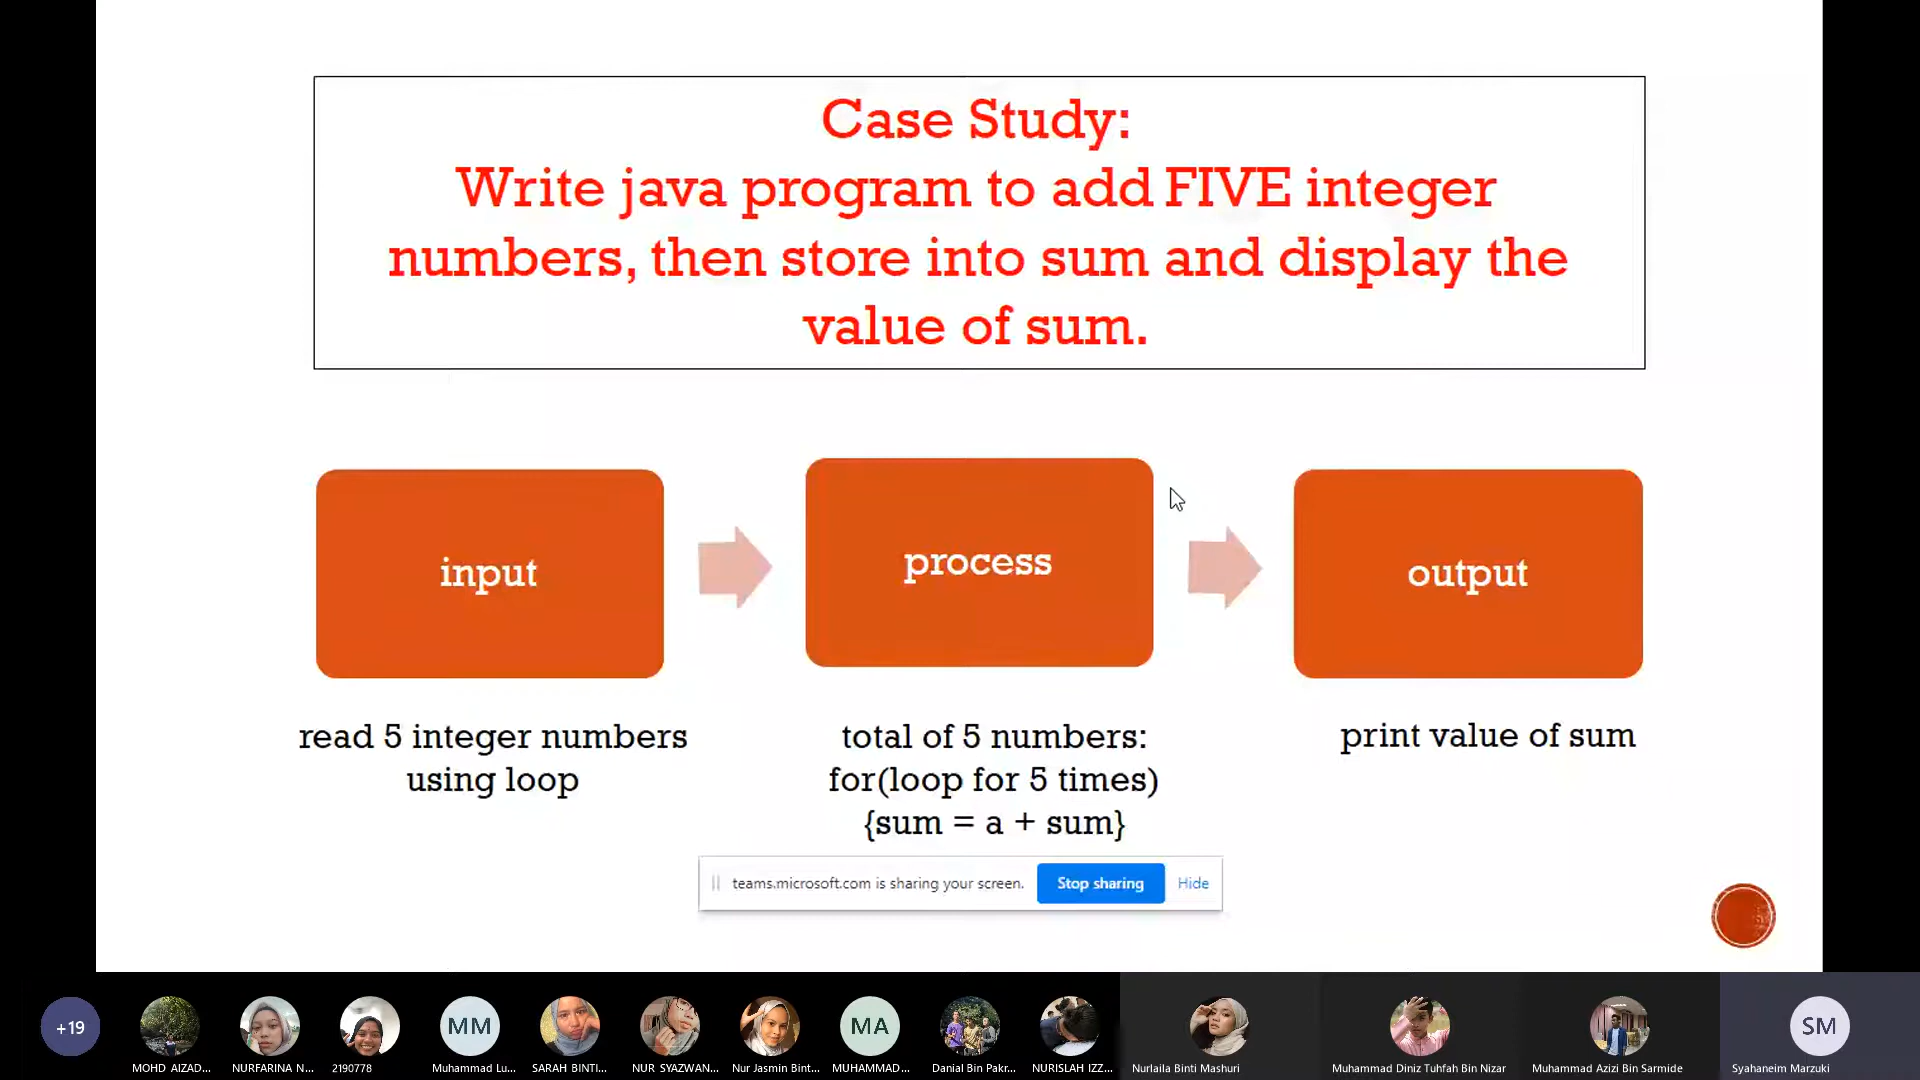 Case Study:
Write java program to add FIVE integer
numbers, then store into sum and display the
value of sum.
input
process
output
read 5 integer numbers
using loop
total of 5 numbers:
for(loop for 5 times)
{sum = a + sum}
print value of sum
teams.microsoft.com is sharing your screen.
Stop sharing
Hide
+19
MOHD AIZAD...
NURFARINA N...
2190778
MM
Muhammad Lu...
SARAH BINTI...
NUR SYAZWAN...
Nur Jasmin Bint...
MA
MUHAMMAD...
Danial Bin Pakr...
NURISLAH IZZ...
Nurlaila Binti Mashuri
Muhammad Diniz Tuhfah Bin Nizar
Muhammad Azizi Bin Sarmide
SM
Syahaneim Marzuki